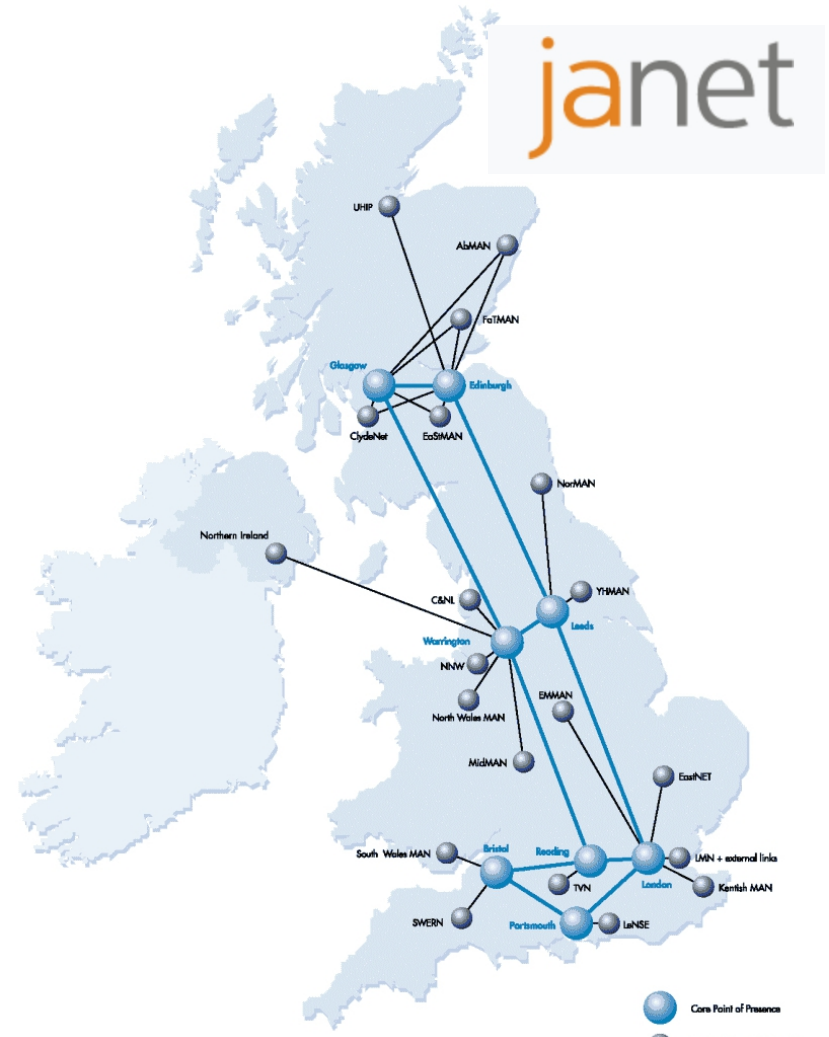 janet
UHIP
AbMAN
FaTMAN
Glasgow
Edinburgh
ClydeNet
EaStMAN
NorMAN
Northern Ireland
C&NL
YHMAN
Leeds
Warrington
NNW
EMMAN
North Wales MAN
MidMAN
EastNET
South Wales MAN
Bristol
Reading
LMN + external links
TVN
London
Kentish MAN
SWERN
Portsmouth
LeNSE
Core Point of Presence